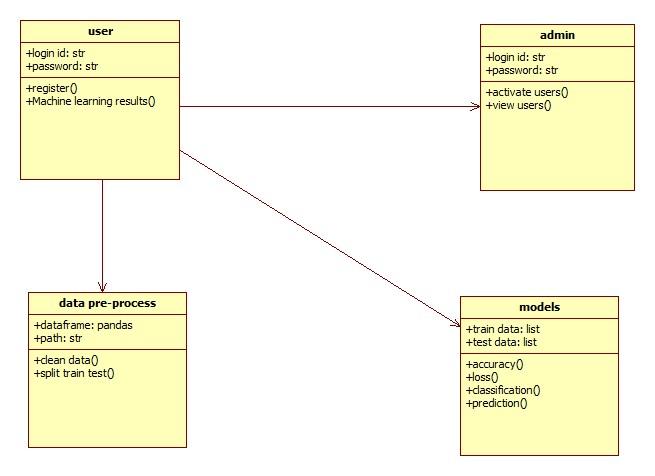 user
+login id: str
+password: str
+register()
+Machine learning results()
admin
+login id: str
+password: str
+activate users()
+view users()
data pre-process
+dataframe: pandas
+path: str
+clean data()
+split train test()
models
+train data: list
+test data: list
+accuracy()
+loss()
+classification()
+prediction()